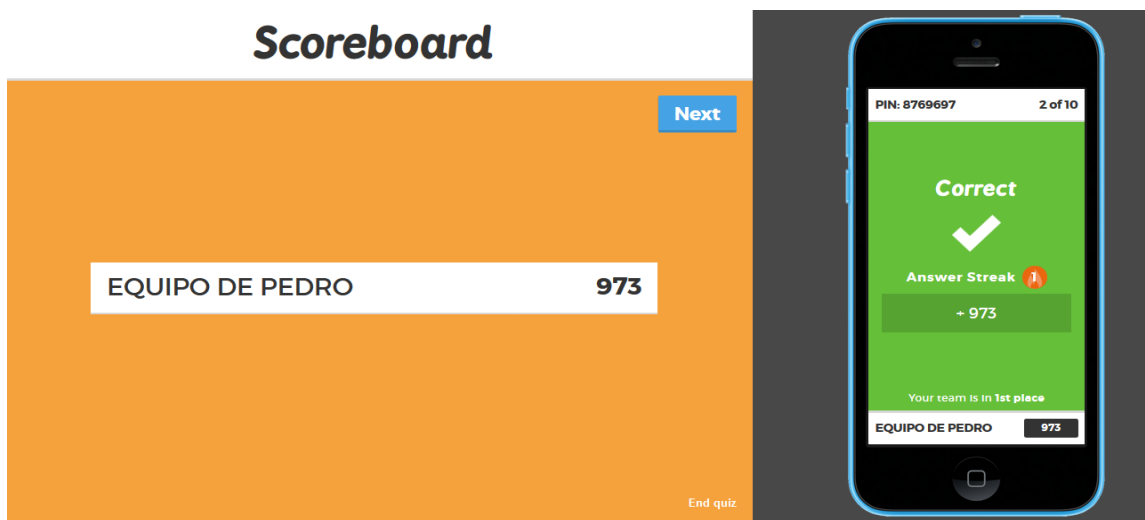 Scoreboard
Next
EQUIPO DE PEDRO 973
End quiz
PIN: 8769697 2 of 10
Correct
Answer Streak 1
+ 973
Your team is in 1st place
EQUIPO DE PEDRO 973